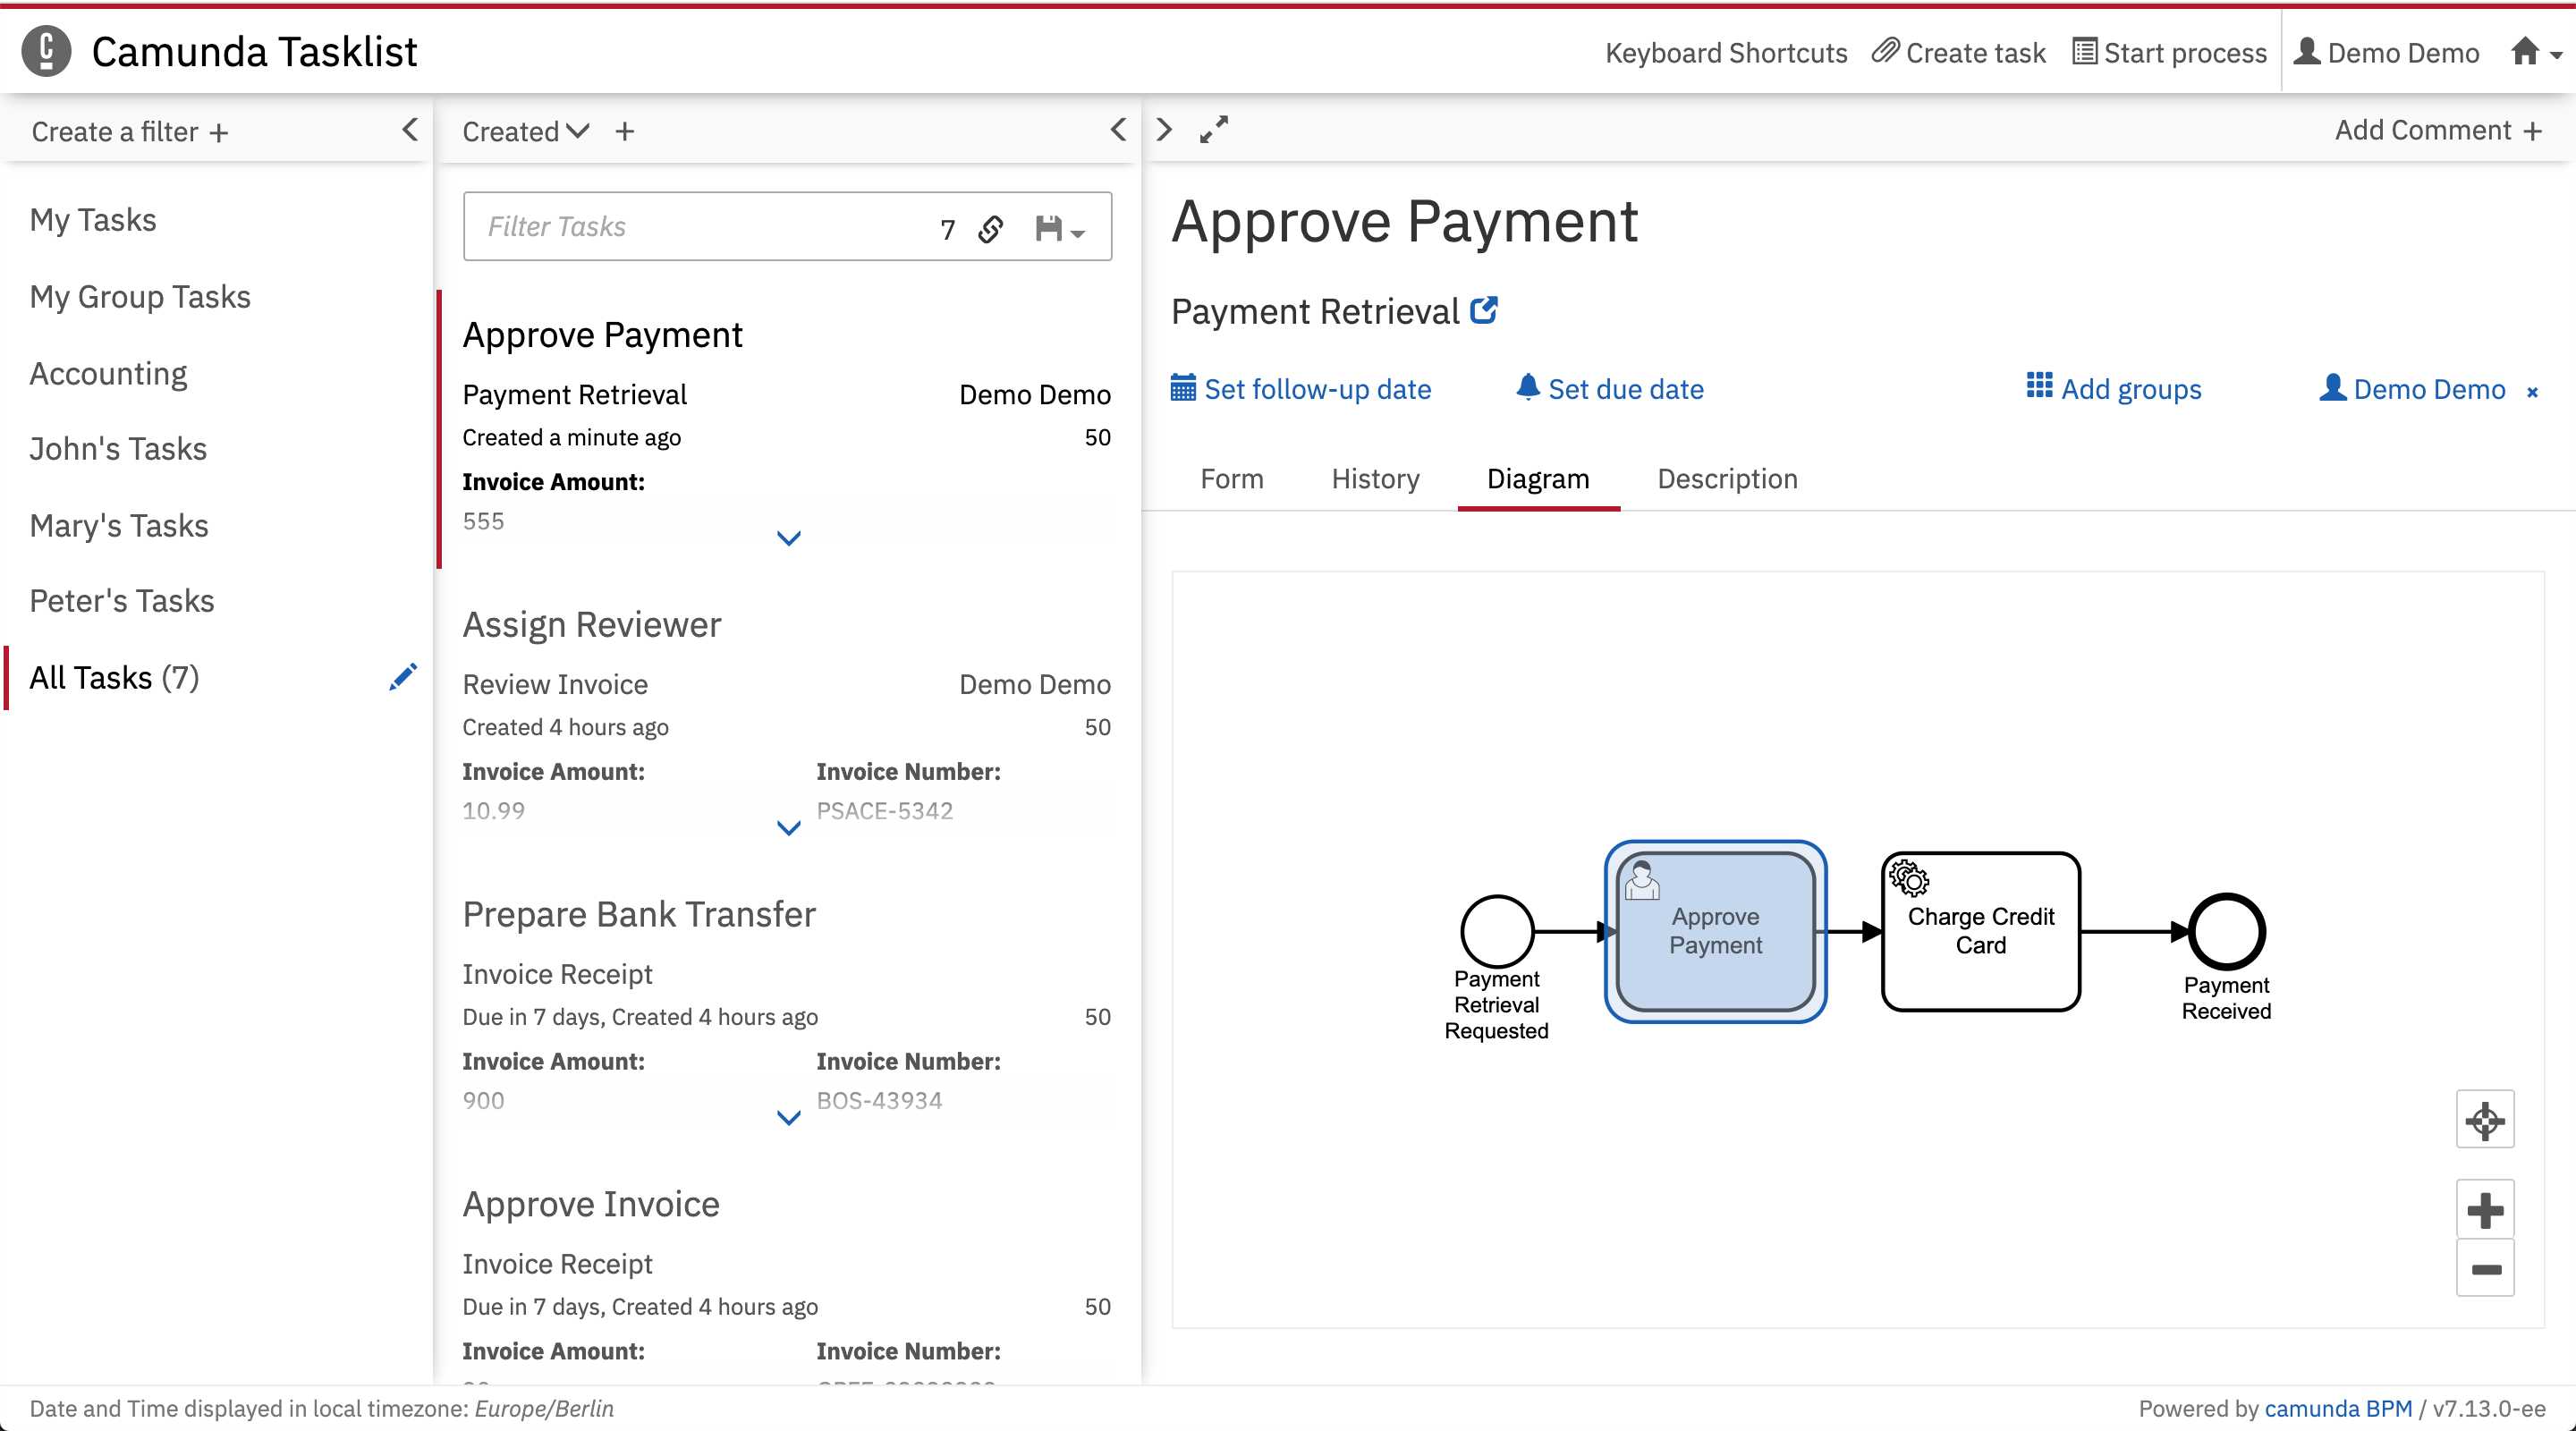 Camunda Tasklist
Keyboard Shortcuts
Create task
Start process
Demo Demo
Create a filter +
Created
Add Comment +
My Tasks
My Group Tasks
Accounting
John's Tasks
Mary's Tasks
Peter's Tasks
All Tasks (7)
Filter Tasks
7
Approve Payment
Payment Retrieval
Demo Demo
Created a minute ago
50
Invoice Amount:
555
Assign Reviewer
Review Invoice
Demo Demo
Created 4 hours ago
50
Invoice Amount:
Invoice Number:
10.99
PSACE-5342
Prepare Bank Transfer
Invoice Receipt
Due in 7 days, Created 4 hours ago
50
Invoice Amount:
Invoice Number:
900
BOS-43934
Approve Invoice
Invoice Receipt
Due in 7 days, Created 4 hours ago
50
Invoice Amount:
Invoice Number:
Approve Payment
Payment Retrieval
Set follow-up date
Set due date
Add groups
Demo Demo
Form
History
Diagram
Description
Payment
Retrieval
Requested
Approve
Payment
Charge Credit
Card
Payment
Received
Date and Time displayed in local timezone: Europe/Berlin
Powered by camunda BPM / v7.13.0-ee